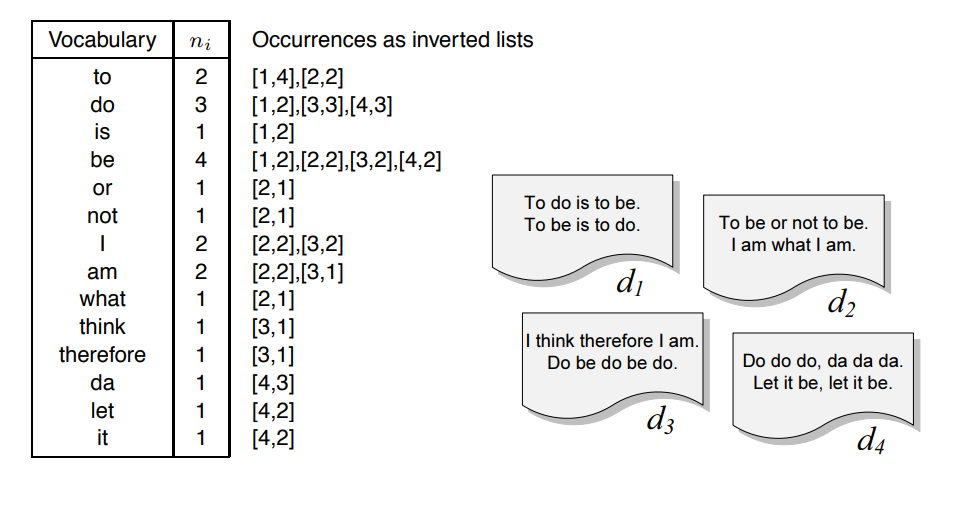 Vocabulary n_i Occurrences as inverted lists
to 2 [1,4],[2,2]
do 3 [1,2],[3,3],[4,3]
is 1 [1,2]
be 4 [1,2],[2,2],[3,2],[4,2]
or 1 [2,1]
not 1 [2,1]
I 2 [2,2],[3,2]
am 2 [2,2],[3,1]
what 1 [2,1]
think 1 [3,1]
therefore 1 [3,1]
da 1 [4,3]
let 1 [4,2]
it 1 [4,2]
To do is to be.
To be is to do.
d1
To be or not to be.
I am what I am.
d2
I think therefore I am.
Do be do be do.
d3
Do do do, da da da.
Let it be, let it be.
d4